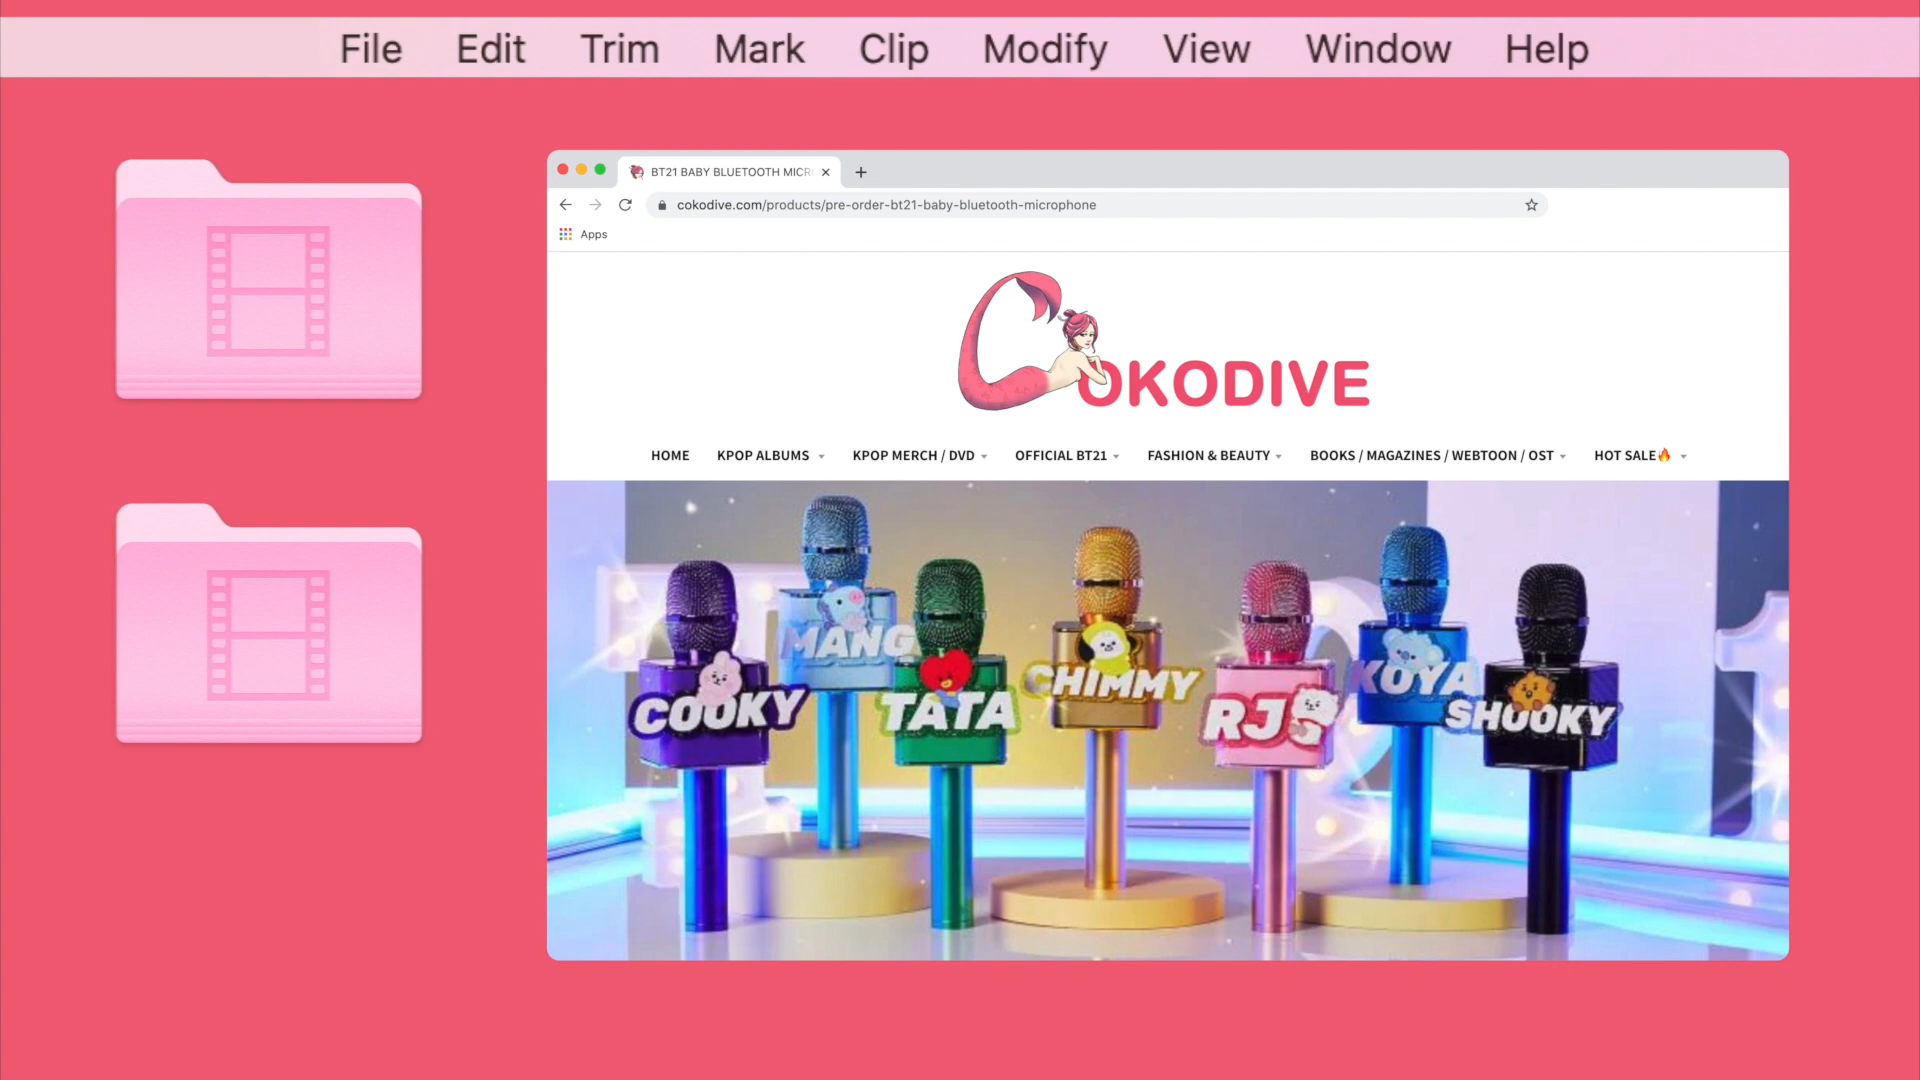 File Edit Trim Mark Clip Modify View Window Help
BT21 BABY BLUETOOTH MICR
cokodive.com/products/pre-order-bt21-baby-bluetooth-microphone
Apps
COKODIVE
HOME KPOP ALBUMS KPOP MERCH / DVD OFFICIAL BT21 FASHION & BEAUTY BOOKS / MAGAZINES / WEBTOON / OST HOT SALE🔥
COOKY MANG TATA CHIMMY RJ KOYA SHOOKY